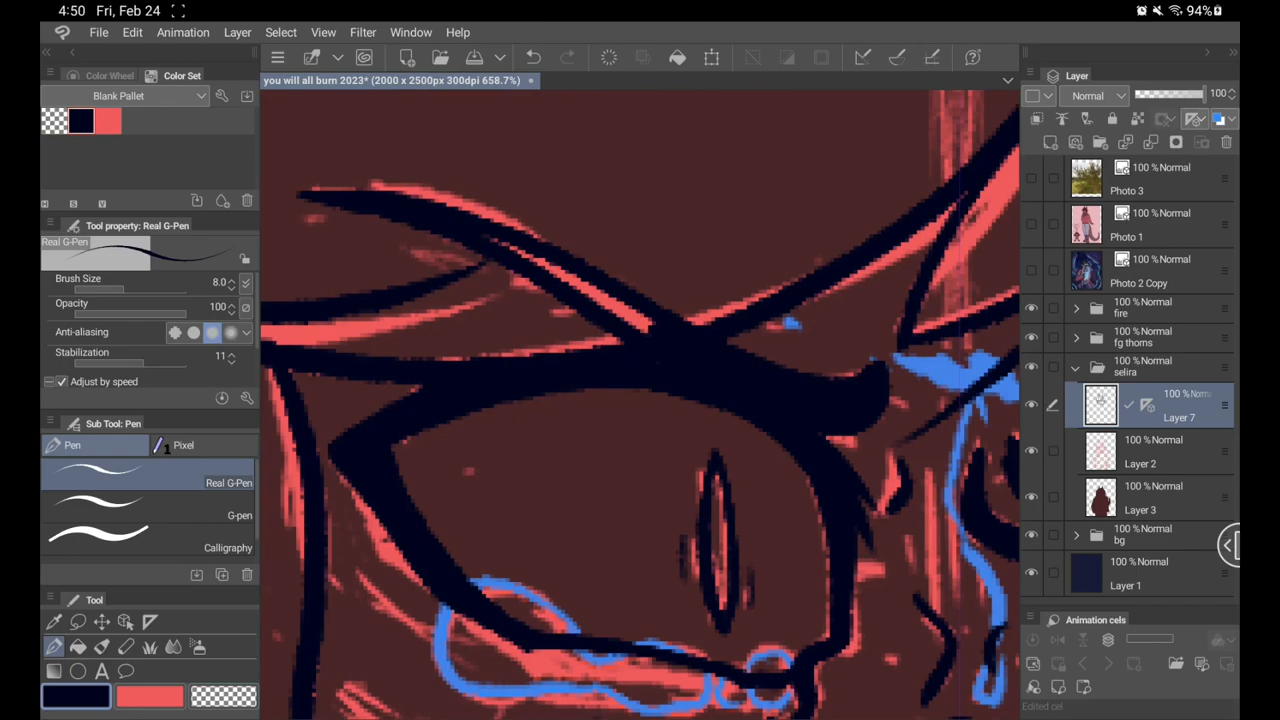 4:50 Fri, Feb 24 94%
File Edit Animation Layer Select View Filter Window Help
Color Wheel Color Set
you will all burn 2023* (2000 x 2500px 300dpi 658.7%)
Layer
Blank Pallet
Normal 100
H S V
Tool property: Real G-Pen
Real G-Pen
Brush Size 8.0
Opacity 100
Anti-aliasing
Stabilization 11
Adjust by speed
Sub Tool: Pen
Pen Pixel
Real G-Pen
G-pen
Calligraphy
Tool
100 % Normal
Photo 3
100 % Normal
Photo 1
100 % Normal
Photo 2 Copy
100 % Normal
fire
100 % Normal
fg thorns
100 % Normal
selira
100 % Norm
Layer 7
100 % Normal
Layer 2
100 % Normal
Layer 3
100 % Normal
bg
100 % Normal
Layer 1
Animation cels
Edited cel